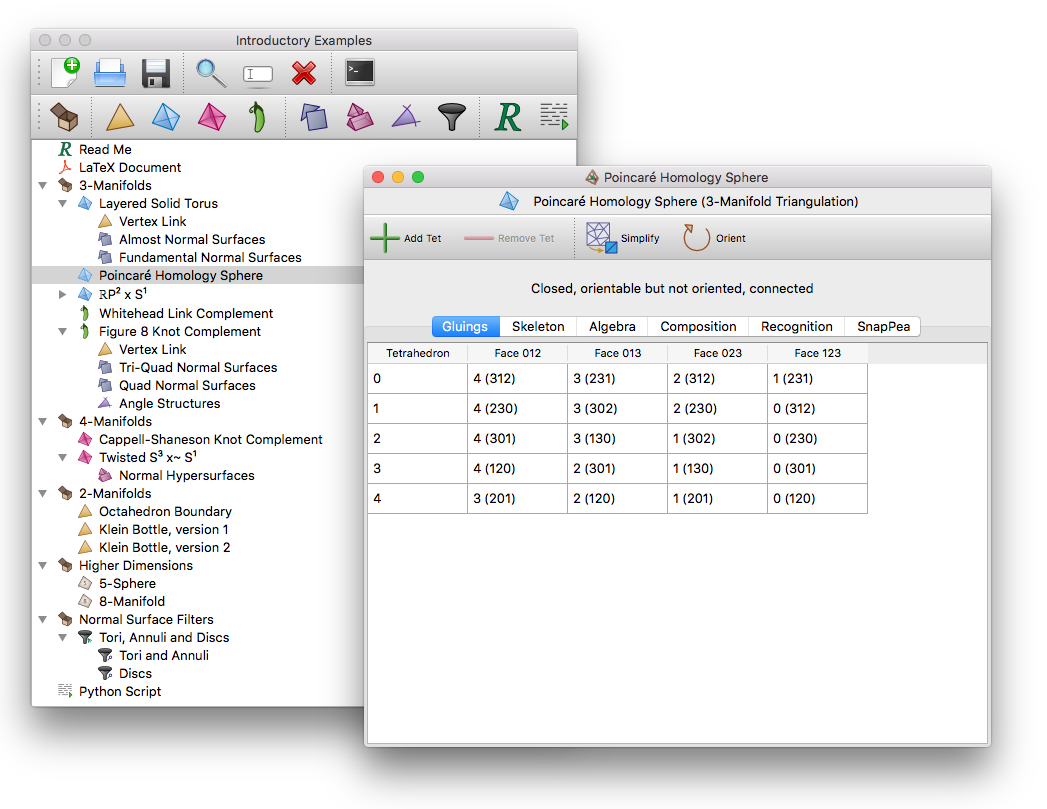 Introductory Examples
Read Me
LaTeX Document
3-Manifolds
Layered Solid Torus
Vertex Link
Almost Normal Surfaces
Fundamental Normal Surfaces
Poincaré Homology Sphere
ℝP² x S¹
Whitehead Link Complement
Figure 8 Knot Complement
Vertex Link
Tri-Quad Normal Surfaces
Quad Normal Surfaces
Angle Structures
4-Manifolds
Cappell-Shaneson Knot Complement
Twisted S³ x~ S¹
Normal Hypersurfaces
2-Manifolds
Octahedron Boundary
Klein Bottle, version 1
Klein Bottle, version 2
Higher Dimensions
5-Sphere
8-Manifold
Normal Surface Filters
Tori, Annuli and Discs
Tori and Annuli
Discs
Python Script
Poincaré Homology Sphere
Poincaré Homology Sphere (3-Manifold Triangulation)
Add Tet Remove Tet Simplify Orient
Closed, orientable but not oriented, connected
Gluings Skeleton Algebra Composition Recognition SnapPea
Tetrahedron Face 012 Face 013 Face 023 Face 123
0 4 (312) 3 (231) 2 (312) 1 (231)
1 4 (230) 3 (302) 2 (230) 0 (312)
2 4 (301) 3 (130) 1 (302) 0 (230)
3 4 (120) 2 (301) 1 (130) 0 (301)
4 3 (201) 2 (120) 1 (201) 0 (120)